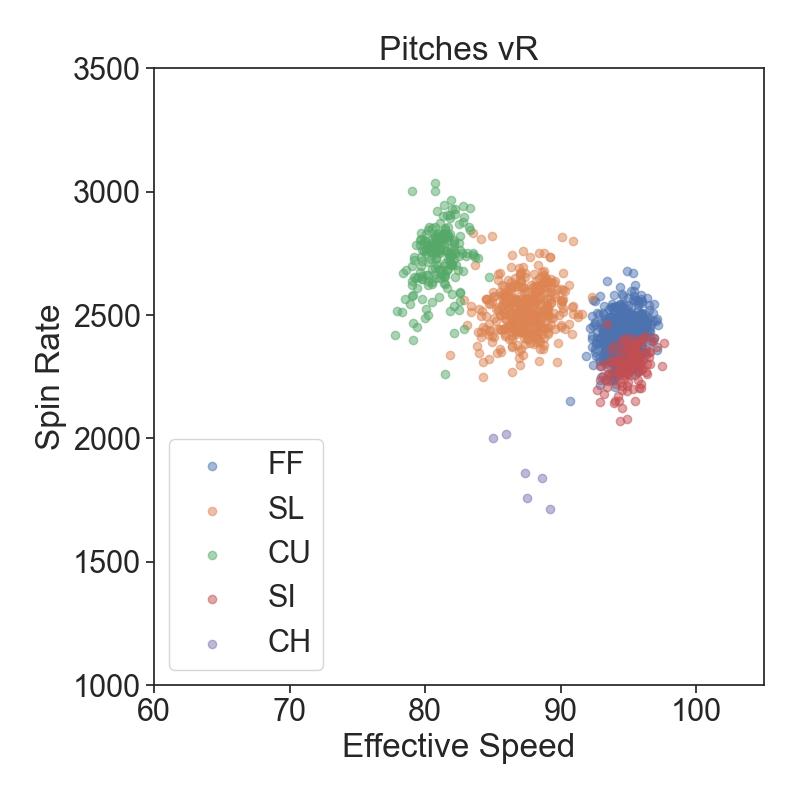 Pitches vR
3500
3000
2500
2000
1500
1000
Spin Rate
FF
SL
CU
SI
CH
60 70 80 90 100
Effective Speed